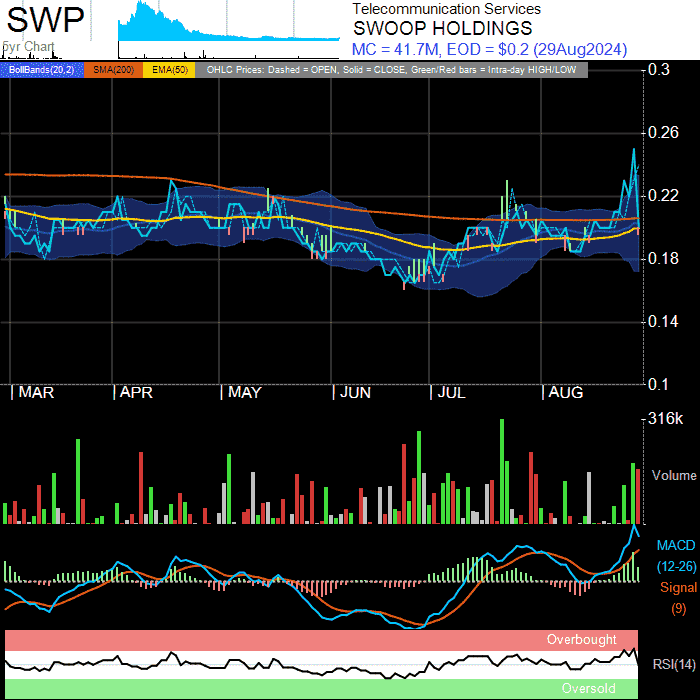 SWP
Telecommunication Services
SWOOP HOLDINGS
5yr Chart
MC = 41.7M, EOD = $0.2 (29Aug2024)
BollBands(20,2) SMA(200) EMA(50) OHLC Prices: Dashed = OPEN, Solid = CLOSE, Green/Red bars = Intra-day HIGH/LOW
0.3
0.26
0.22
0.18
0.14
0.1
MAR APR MAY JUN JUL AUG
316k
Volume
MACD
(12-26)
Signal
(9)
Overbought
RSI(14)
Oversold